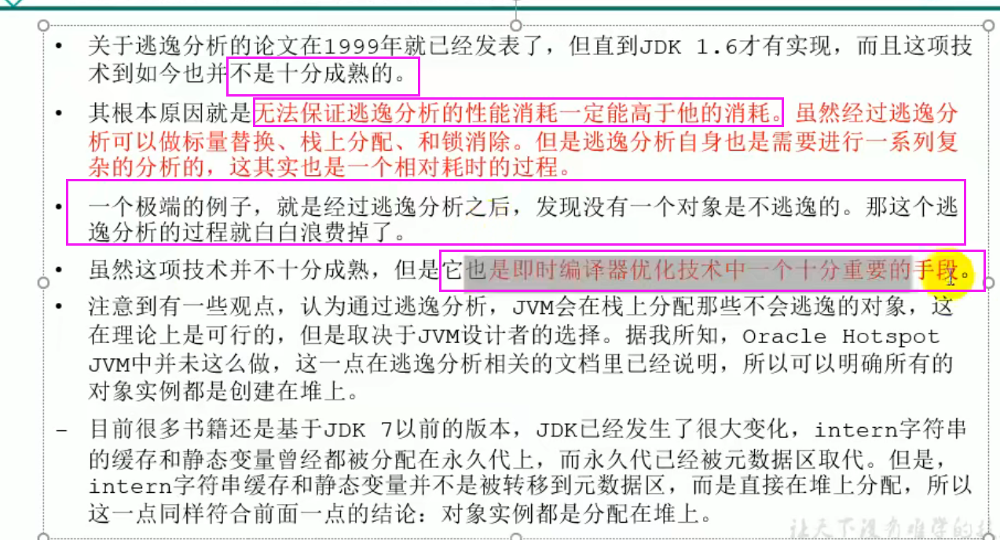 • 关于逃逸分析的论文在1999年就已经发表了，但直到JDK 1.6才有实现，而且这项技
术到如今也并不是十分成熟的。
• 其根本原因就是无法保证逃逸分析的性能消耗一定能高于他的消耗。虽然经过逃逸分
析可以做标量替换、栈上分配、和锁消除。但是逃逸分析自身也是需要进行一系列复
杂的分析的，这其实也是一个相对耗时的过程。
• 一个极端的例子，就是经过逃逸分析之后，发现没有一个对象是不逃逸的。那这个逃
逸分析的过程就白白浪费掉了。
• 虽然这项技术并不十分成熟，但是它也是即时编译器优化技术中一个十分重要的手段。
• 注意到有一些观点，认为通过逃逸分析，JVM会在栈上分配那些不会逃逸的对象，这
在理论上是可行的，但是取决于JVM设计者的选择。据我所知，Oracle Hotspot
JVM中并未这么做，这一点在逃逸分析相关的文档里已经说明，所以可以明确所有的
对象实例都是创建在堆上。
– 目前很多书籍还是基于JDK 7以前的版本，JDK已经发生了很大变化，intern字符串
的缓存和静态变量曾经都被分配在永久代上，而永久代已经被元数据区取代。但是，
intern字符串缓存和静态变量并不是被转移到元数据区，而是直接在堆上分配，所以
这一点同样符合前面一点的结论：对象实例都是分配在堆上。
让天下没有难学的技